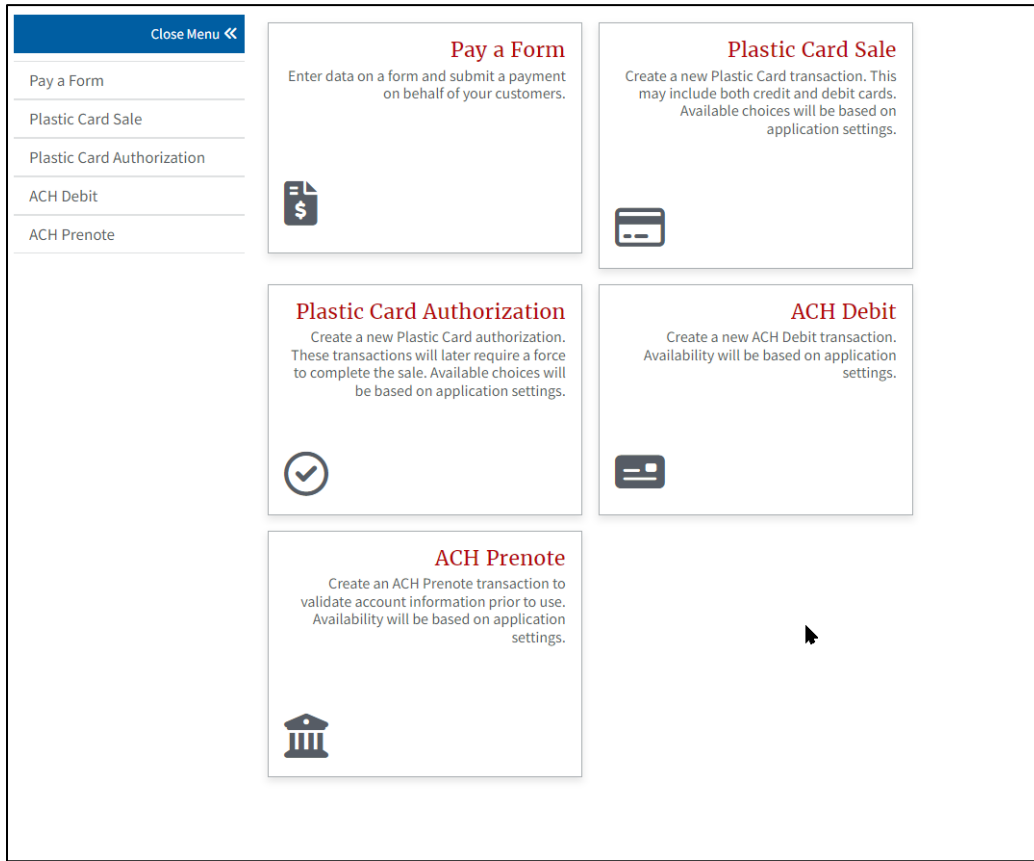 Close Menu
Pay a Form
Plastic Card Sale
Plastic Card Authorization
ACH Debit
ACH Prenote
Pay a Form
Enter data on a form and submit a payment
on behalf of your customers.
Plastic Card Sale
Create a new Plastic Card transaction. This
may include both credit and debit cards.
Available choices will be based on
application settings.
Plastic Card Authorization
Create a new Plastic Card authorization.
These transactions will later require a force
to complete the sale. Available choices will
be based on application settings.
ACH Debit
Create a new ACH Debit transaction.
Availability will be based on application
settings.
ACH Prenote
Create an ACH Prenote transaction to
validate account information prior to use.
Availability will be based on application
settings.